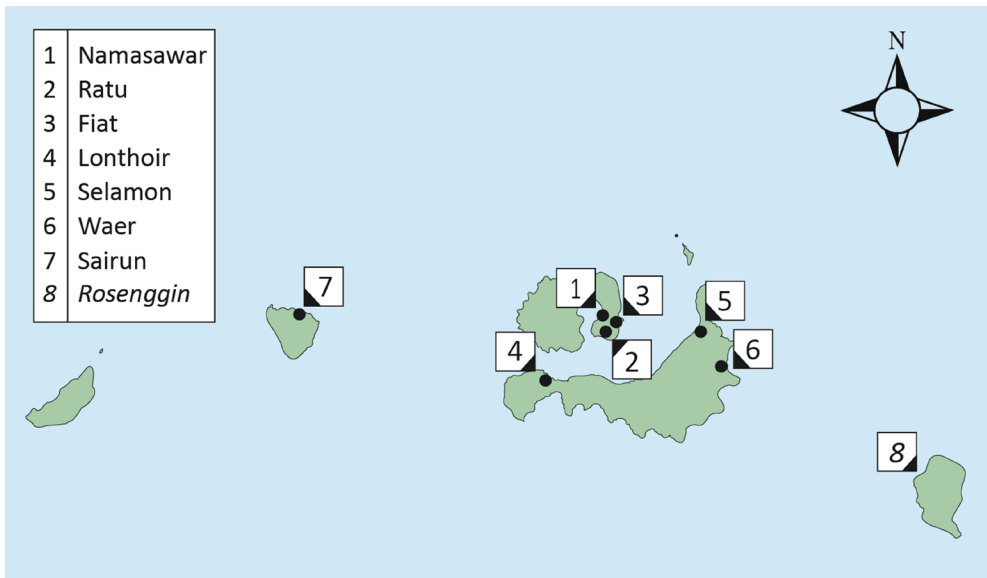 1 Namasawar
2 Ratu
3 Fiat
4 Lonthoir
5 Selamon
6 Waer
7 Sairun
8 Rosenggin
N
7
1
3
5
4
2
6
8